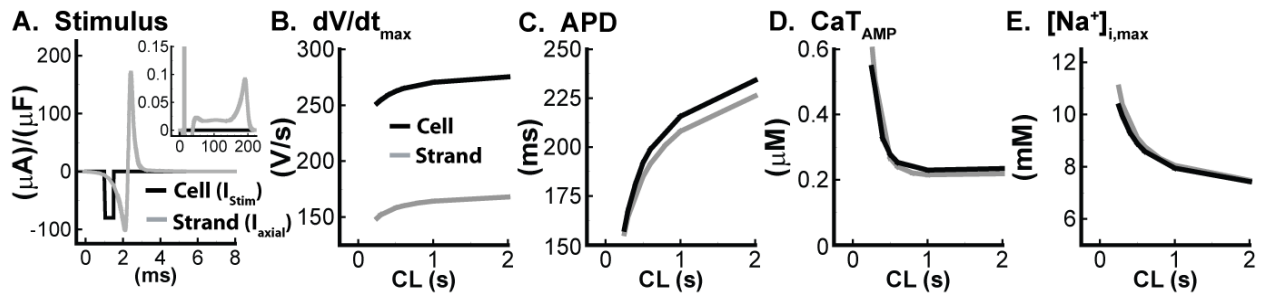 A. Stimulus
(μA)/(μF)
200
100
0
-100
0 2 4 6 8
(ms)
0.15
0.1
0.05
0
0 100 200
Cell (IStim)
Strand (Iaxial)
B. dV/dtmax
(V/s)
300
250
200
150
0 1 2
CL (s)
Cell
Strand
C. APD
(ms)
250
225
200
175
150
0 1 2
CL (s)
D. CaTAMP
(μM)
0.6
0.4
0.2
0
0 1 2
CL (s)
E. [Na+]i,max
(mM)
12
10
8
6
0 1 2
CL (s)